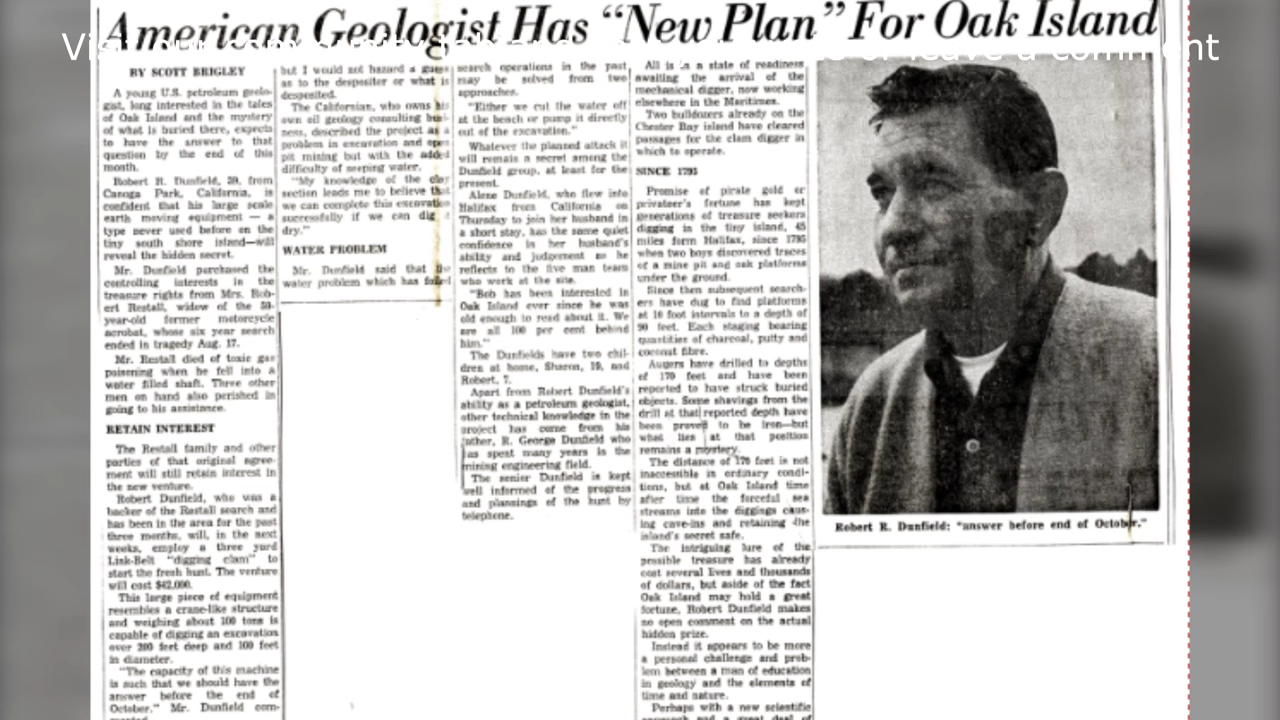 American Geologist Has "New Plan" For Oak Island
BY SCOTT BRIGLEY
A young U.S. petroleum geolo-
gist, long interested in the tales
of Oak Island and the mystery
of what is buried there, expects
to have the answer to that
question by the end of this
month.
Robert R. Dunfield, 39, from
Canoga Park, California, is
confident that his large scale
earth moving equipment — a
type never used before on the
tiny south shore island—will
reveal the hidden secret.
Mr. Dunfield purchased the
controlling interests in the
treasure rights from Mrs. Rob-
ert Restall, widow of the
year-old former motorcycle
acrobat, whose six year search
ended in tragedy Aug. 17.
Mr. Restall died of toxic gas
poisoning when he fell into a
water filled shaft. Three other
men on hand also perished in
going to his assistance.
RETAIN INTEREST
The Restall family and other
parties of that original agree-
ment will still retain interest in
the new venture.
Robert Dunfield, who was a
backer of the Restall search and
has been in the area for the past
three months, will, in the next
weeks, employ a three yard
Link-Belt "digging clam" to
start the fresh hunt. The venture
will cost $42,000.
This large piece of equipment
resembles a crane-like structure
and weighing about 100 tons is
capable of digging an excavation
over 200 feet deep and 100 feet
in diameter.
"The capacity of this machine
is such that we should have the
answer before the end of
October." Mr. Dunfield com-
but I would not hazard a guess
as to the despositer or what is
desposited.
The Californian, who owns his
own oil geology consulting busi-
ness, described the project as a
problem in excavation and open
pit mining but with the added
difficulty of seeping water.
"My knowledge of the clay
section leads me to believe that
we can complete this excavation
successfully if we can dig it
dry."
WATER PROBLEM
Mr. Dunfield said that the
water problem which has foiled
search operations in the past
may be solved from two
approaches.
"Either we cut the water off
at the beach or pump it directly
out of the excavation."
Whatever the planned attack it
will remain a secret among the
Dunfield group, at least for the
present.
Alene Dunfield, who flew into
Halifax from California on
Thursday to join her husband in
a short stay, has the same quiet
confidence in her husband's
ability and judgement as he
reflects to the five man team
who work at the site.
"Bob has been interested in
Oak Island ever since he was
old enough to read about it. We
are all 100 per cent behind
him."
The Dunfields have two chil-
dren at home, Sharon, 19, and
Robert, 7.
Apart from Robert Dunfield's
ability as a petroleum geologist,
other technical knowledge in the
project has come from his
father, R. George Dunfield who
has spent many years in the
mining engineering field.
The senior Dunfield is kept
well informed of the progress
and plannings of the hunt by
telephone.
All is in a state of readiness
awaiting the arrival of the
mechanical digger, now working
elsewhere in the Maritimes.
Two bulldozers already on the
Chester Bay island have cleared
passages for the clam digger in
which to operate.
SINCE 1795
Promise of pirate gold or
privateer's fortune has kept
generations of treasure seekers
digging in the tiny island, 45
miles form Halifax, since 1795
when two boys discovered traces
of a mine pit and oak platforms
under the ground.
Since then subsequent search-
ers have dug to find platforms
at 10 foot intervals to a depth of
90 feet. Each staging bearing
quantities of charcoal, putty and
coconut fibre.
Augers have drilled to depths
of 170 feet and have been
reported to have struck buried
objects. Some shavings from the
drill at that reported depth have
been proved to be iron—but
what lies at that position
remains a mystery.
The distance of 170 feet is not
inaccessible in ordinary condi-
tions, but at Oak Island time
after time the forceful sea
streams into the diggings caus-
ing cave-ins and retaining the
island's secret safe.
The intriguing lure of the
possible treasure has already
cost several lives and thousands
of dollars, but aside of the fact
Oak Island may hold a great
fortune, Robert Dunfield makes
no open comment on the actual
hidden prize.
Instead it appears to be more
a personal challenge and prob-
lem between a man of education
in geology and the elements of
time and nature.
Perhaps with a new scientific
Robert R. Dunfield: "answer before end of October."
or leave a comment